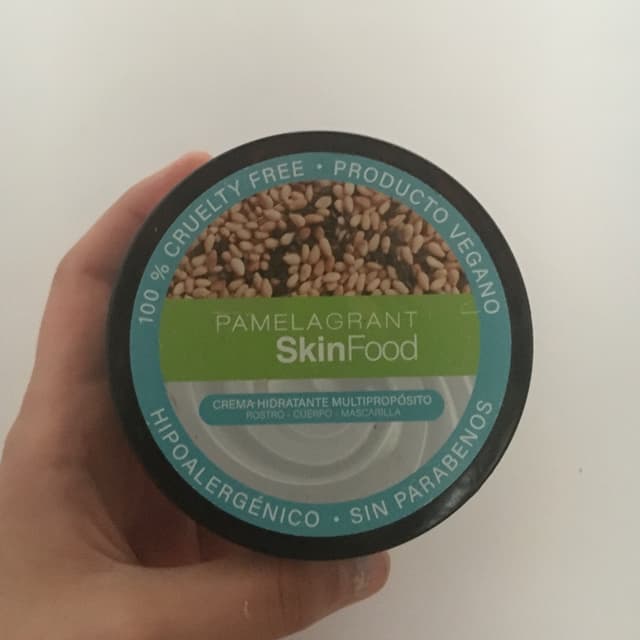 100 % CRUELTY FREE · PRODUCTO VEGANO
PAMELAGRANT
SkinFood
CREMA HIDRATANTE MULTIPROPÓSITO
ROSTRO - CUERPO - MASCARILLA
HIPOALERGÉNICO · SIN PARABENOS